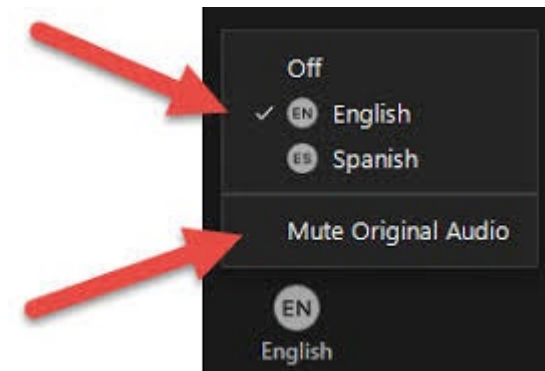 Off
EN English
ES Spanish
Mute Original Audio
EN
English